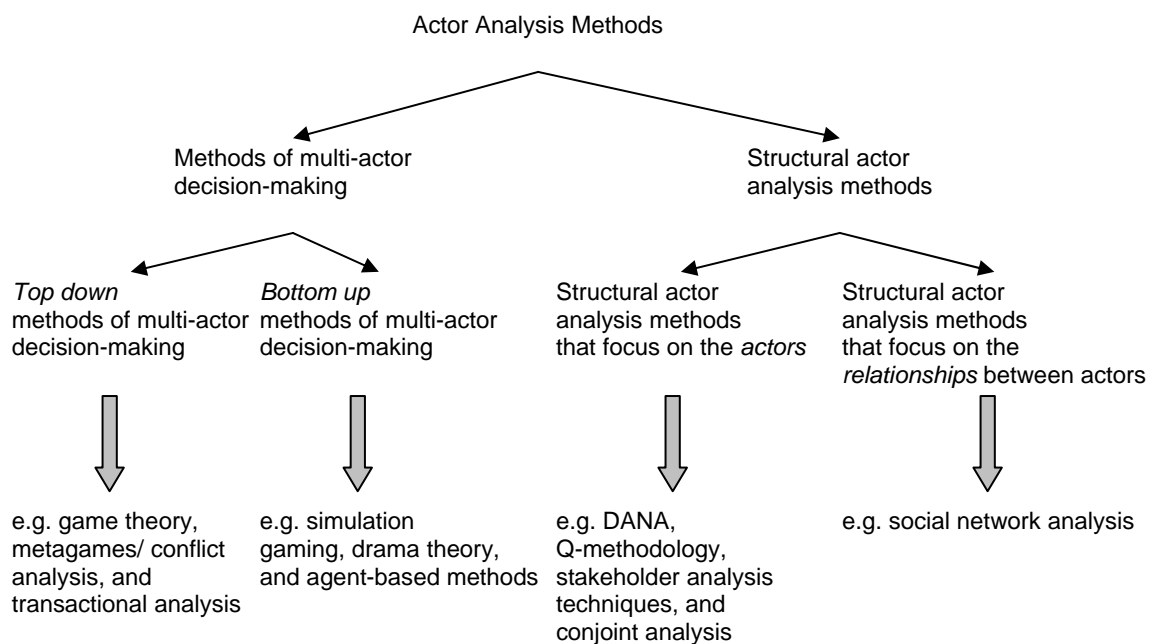 Actor Analysis Methods
Methods of multi-actor
decision-making
Structural actor
analysis methods
Top down
methods of multi-actor
decision-making
Bottom up
methods of multi-actor
decision-making
Structural actor
analysis methods
that focus on the actors
Structural actor
analysis methods
that focus on the
relationships between actors
e.g. game theory,
metagames/ conflict
analysis, and
transactional analysis
e.g. simulation
gaming, drama theory,
and agent-based methods
e.g. DANA,
Q-methodology,
stakeholder analysis
techniques, and
conjoint analysis
e.g. social network analysis